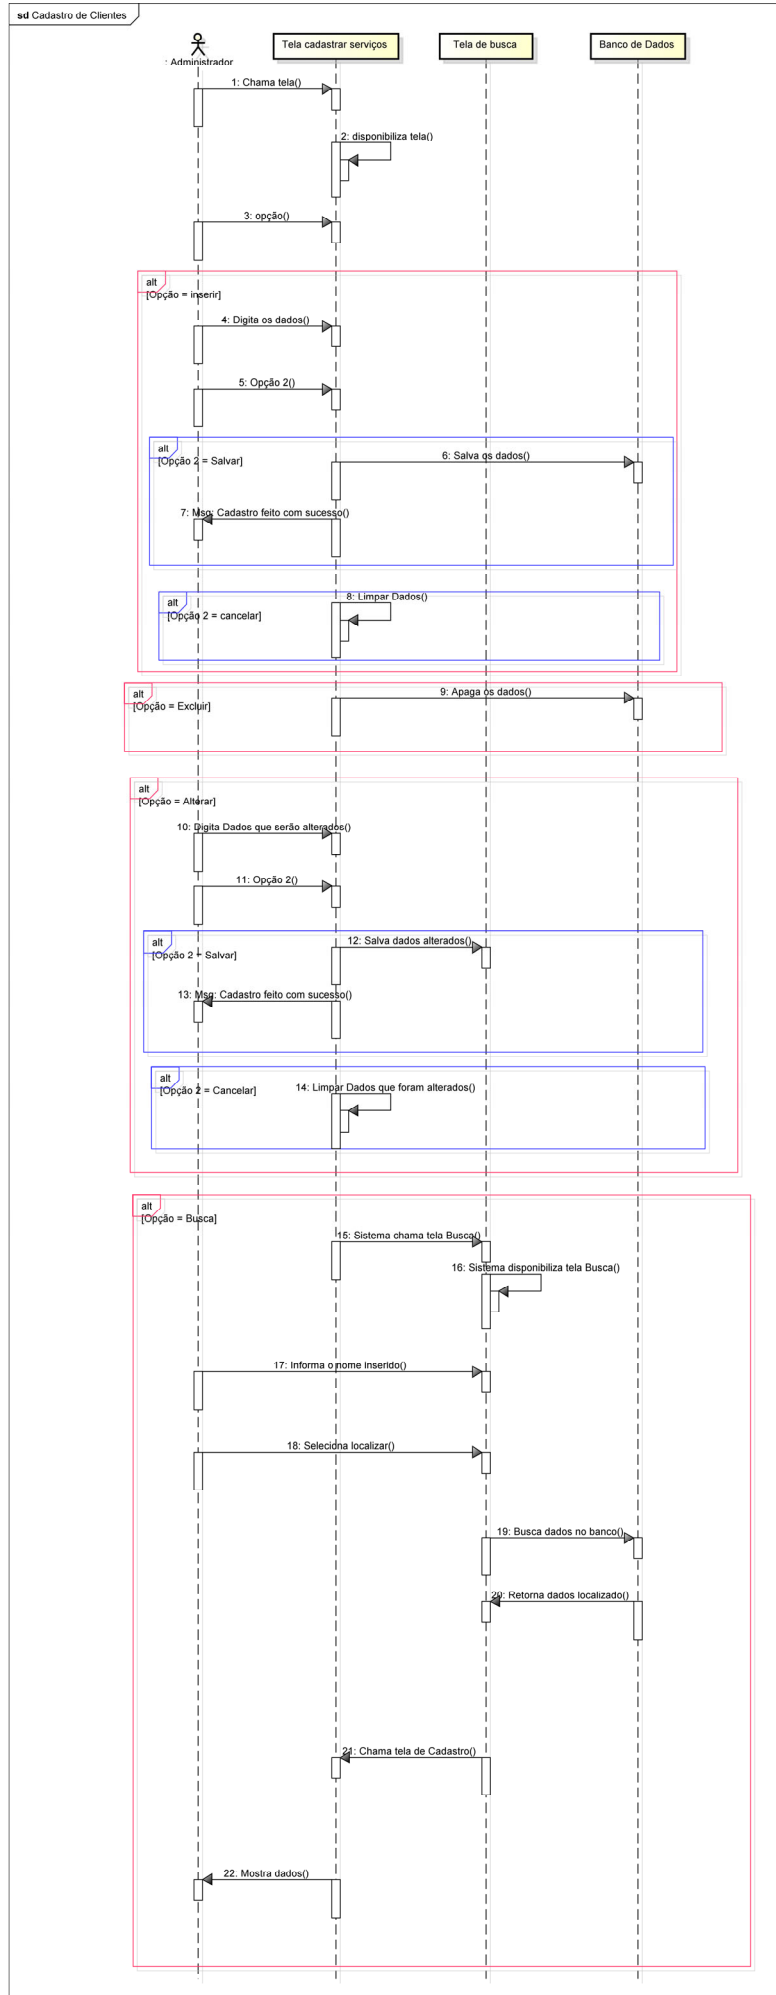 sd Cadastro de Clientes
: Administrador
Tela cadastrar serviços
Tela de busca
Banco de Dados
1: Chama tela()
2: disponibiliza tela()
3: opção()
alt
[Opção = inserir]
4: Digita os dados()
5: Opção 2()
alt
[Opção 2 = Salvar]
6: Salva os dados()
7: Msg: Cadastro feito com sucesso()
alt
[Opção 2 = cancelar]
8: Limpar Dados()
alt
[Opção = Excluir]
9: Apaga os dados()
alt
[Opção = Alterar]
10: Digita Dados que serão alterados()
11: Opção 2()
alt
[Opção 2 = Salvar]
12: Salva dados alterados()
13: Msg: Cadastro feito com sucesso()
alt
[Opção 2 = Cancelar]
14: Limpar Dados que foram alterados()
alt
[Opção = Busca]
15: Sistema chama tela Busca()
16: Sistema disponibiliza tela Busca()
17: Informa o nome inserido()
18: Seleciona localizar()
19: Busca dados no banco()
20: Retorna dados localizado()
21: Chama tela de Cadastro()
22: Mostra dados()